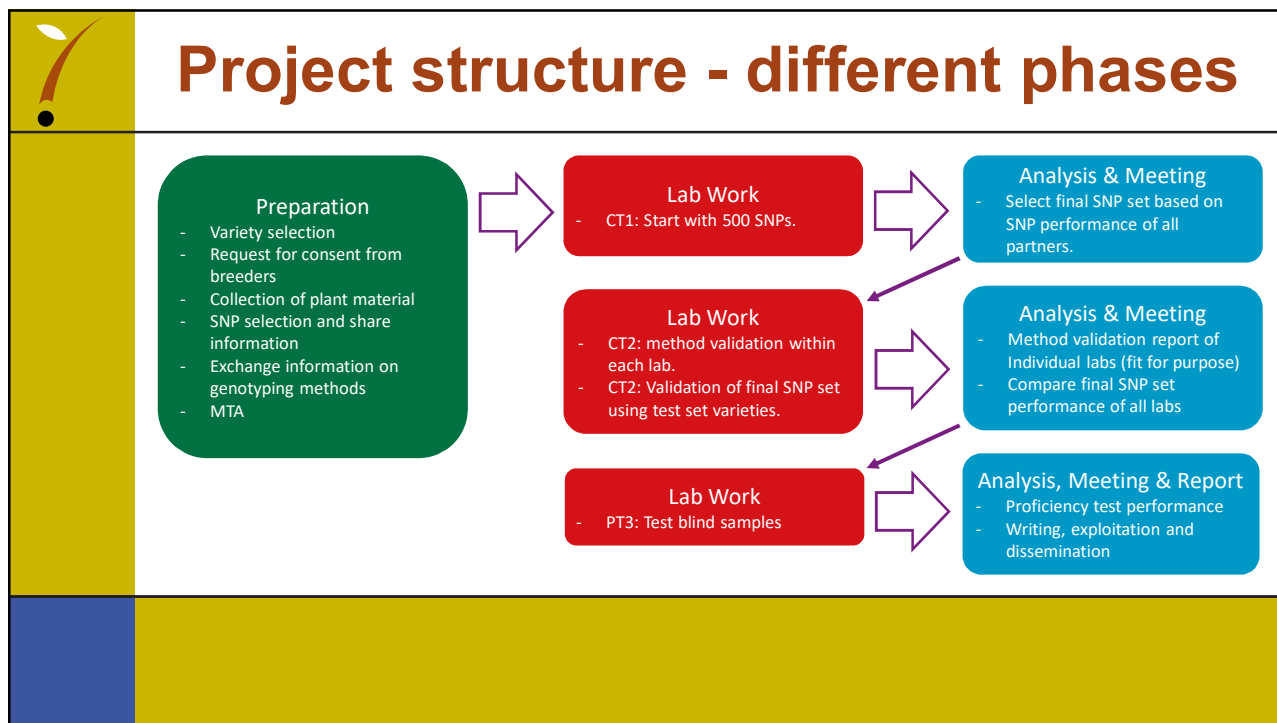 Project structure - different phases
Preparation
- Variety selection
- Request for consent from
breeders
- Collection of plant material
- SNP selection and share
information
- Exchange information on
genotyping methods
- MTA
Lab Work
- CT1: Start with 500 SNPs.
Analysis & Meeting
- Select final SNP set based on
SNP performance of all
partners.
Lab Work
- CT2: method validation within
each lab.
- CT2: Validation of final SNP set
using test set varieties.
Analysis & Meeting
- Method validation report of
Individual labs (fit for purpose)
- Compare final SNP set
performance of all labs
Lab Work
- PT3: Test blind samples
Analysis, Meeting & Report
- Proficiency test performance
- Writing, exploitation and
dissemination